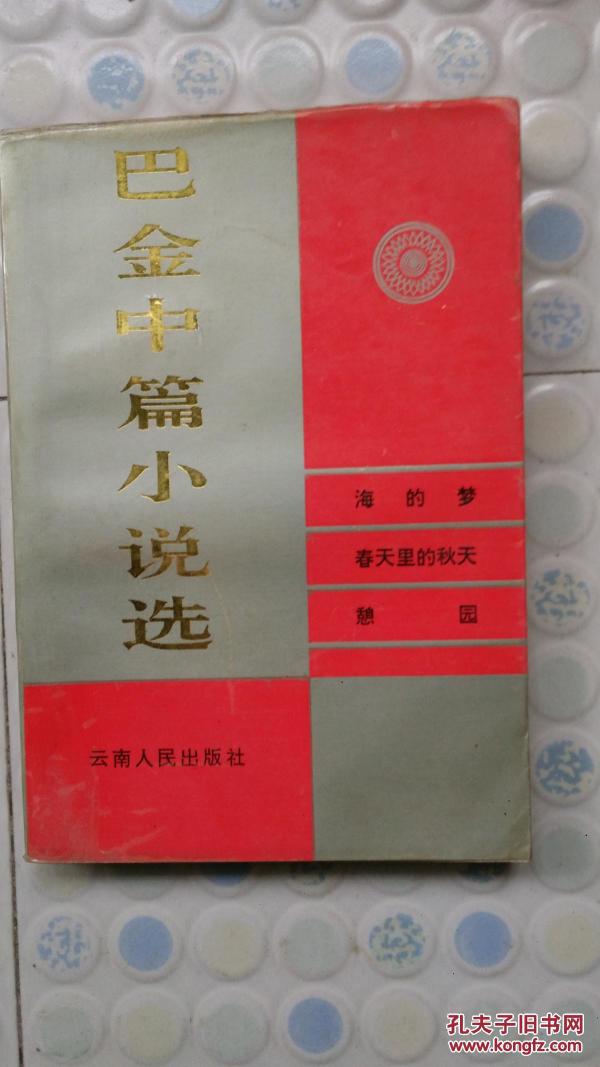 巴金中篇小说选
海的梦
春天里的秋天
憩园
云南人民出版社
孔夫子旧书网
www.kongfz.com